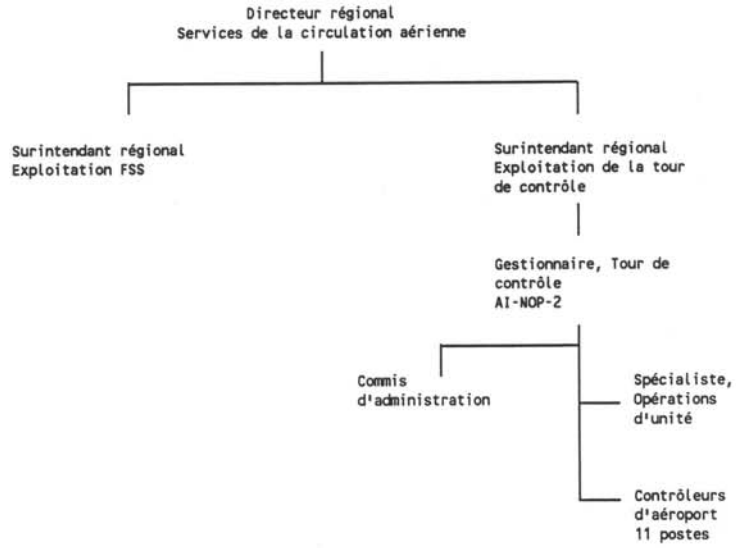 Directeur régional
Services de la circulation aérienne
Surintendant régional
Exploitation FSS
Surintendant régional
Exploitation de la tour
de contrôle
Gestionnaire, Tour de
contrôle
AI-NOP-2
Commis
d'administration
Spécialiste,
Opérations
d'unité
Contrôleurs
d'aéroport
11 postes